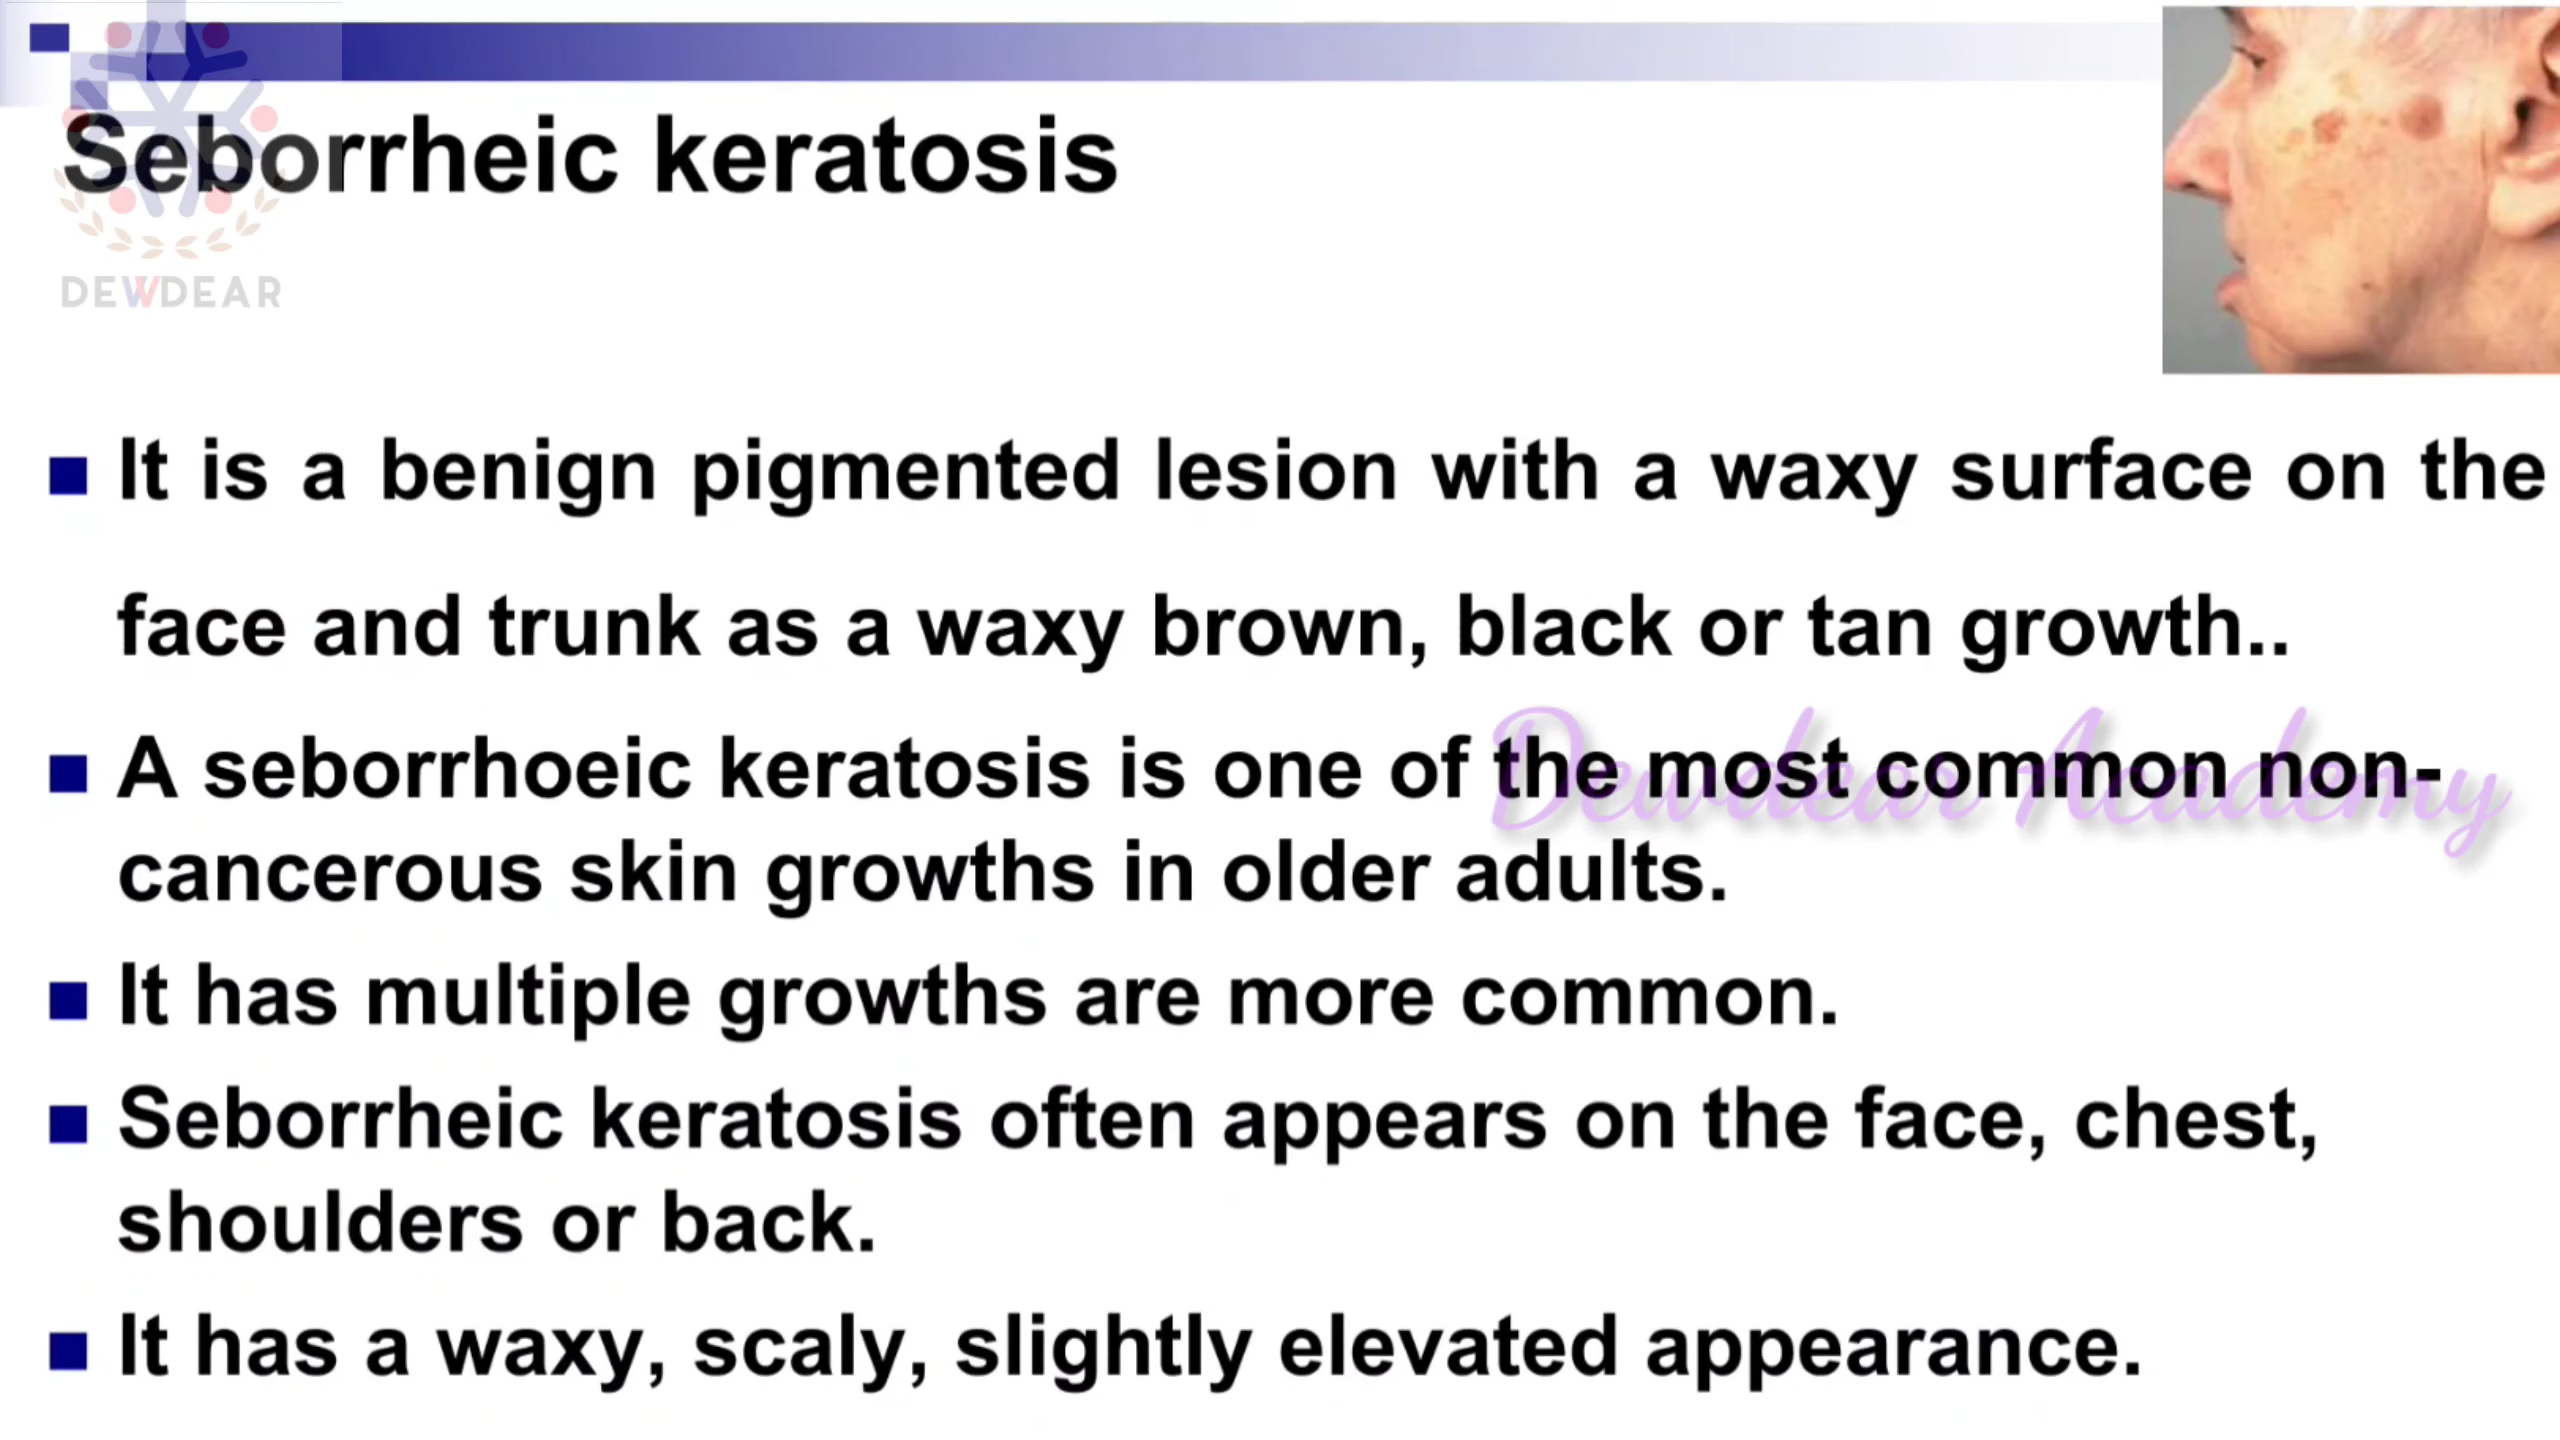 Seborrheic keratosis
DEWDEAR
It is a benign pigmented lesion with a waxy surface on the
face and trunk as a waxy brown, black or tan growth..
A seborrhoeic keratosis is one of the most common non-
Dewdear Academy
cancerous skin growths in older adults.
It has multiple growths are more common.
Seborrheic keratosis often appears on the face, chest,
shoulders or back.
It has a waxy, scaly, slightly elevated appearance.